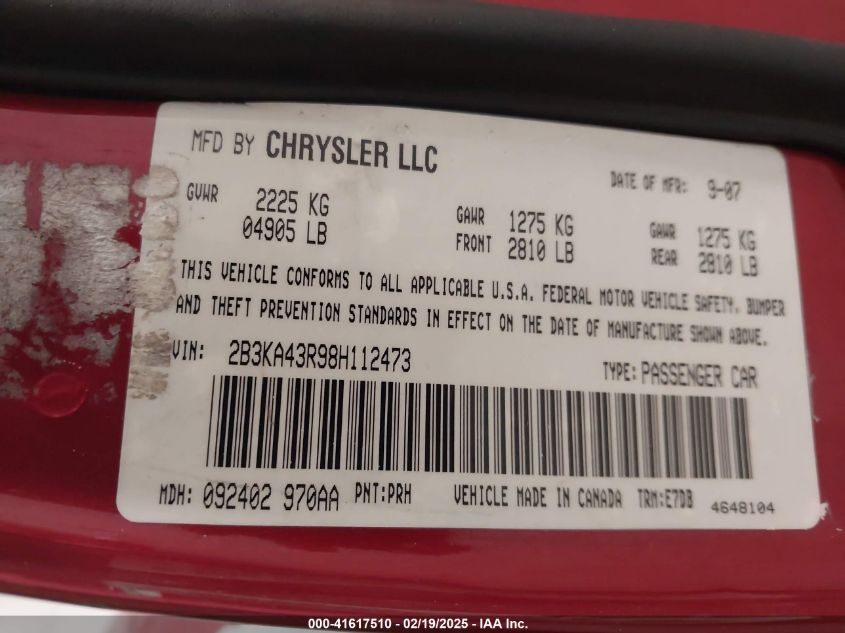 MFD BY CHRYSLER LLC
DATE OF MFR: 9-07
GVWR 2225 KG
04905 LB
GAWR 1275 KG
FRONT 2810 LB
GAWR 1275 KG
REAR 2810 LB
THIS VEHICLE CONFORMS TO ALL APPLICABLE U.S.A. FEDERAL MOTOR VEHICLE SAFETY, BUMPER
AND THEFT PREVENTION STANDARDS IN EFFECT ON THE DATE OF MANUFACTURE SHOWN ABOVE.
VIN: 2B3KA43R98H112473
TYPE: PASSENGER CAR
MDH: 092402 970AA PNT: PRH VEHICLE MADE IN CANADA TRM: E7DB 4648104
000-41617510 - 02/19/2025 - IAA Inc.